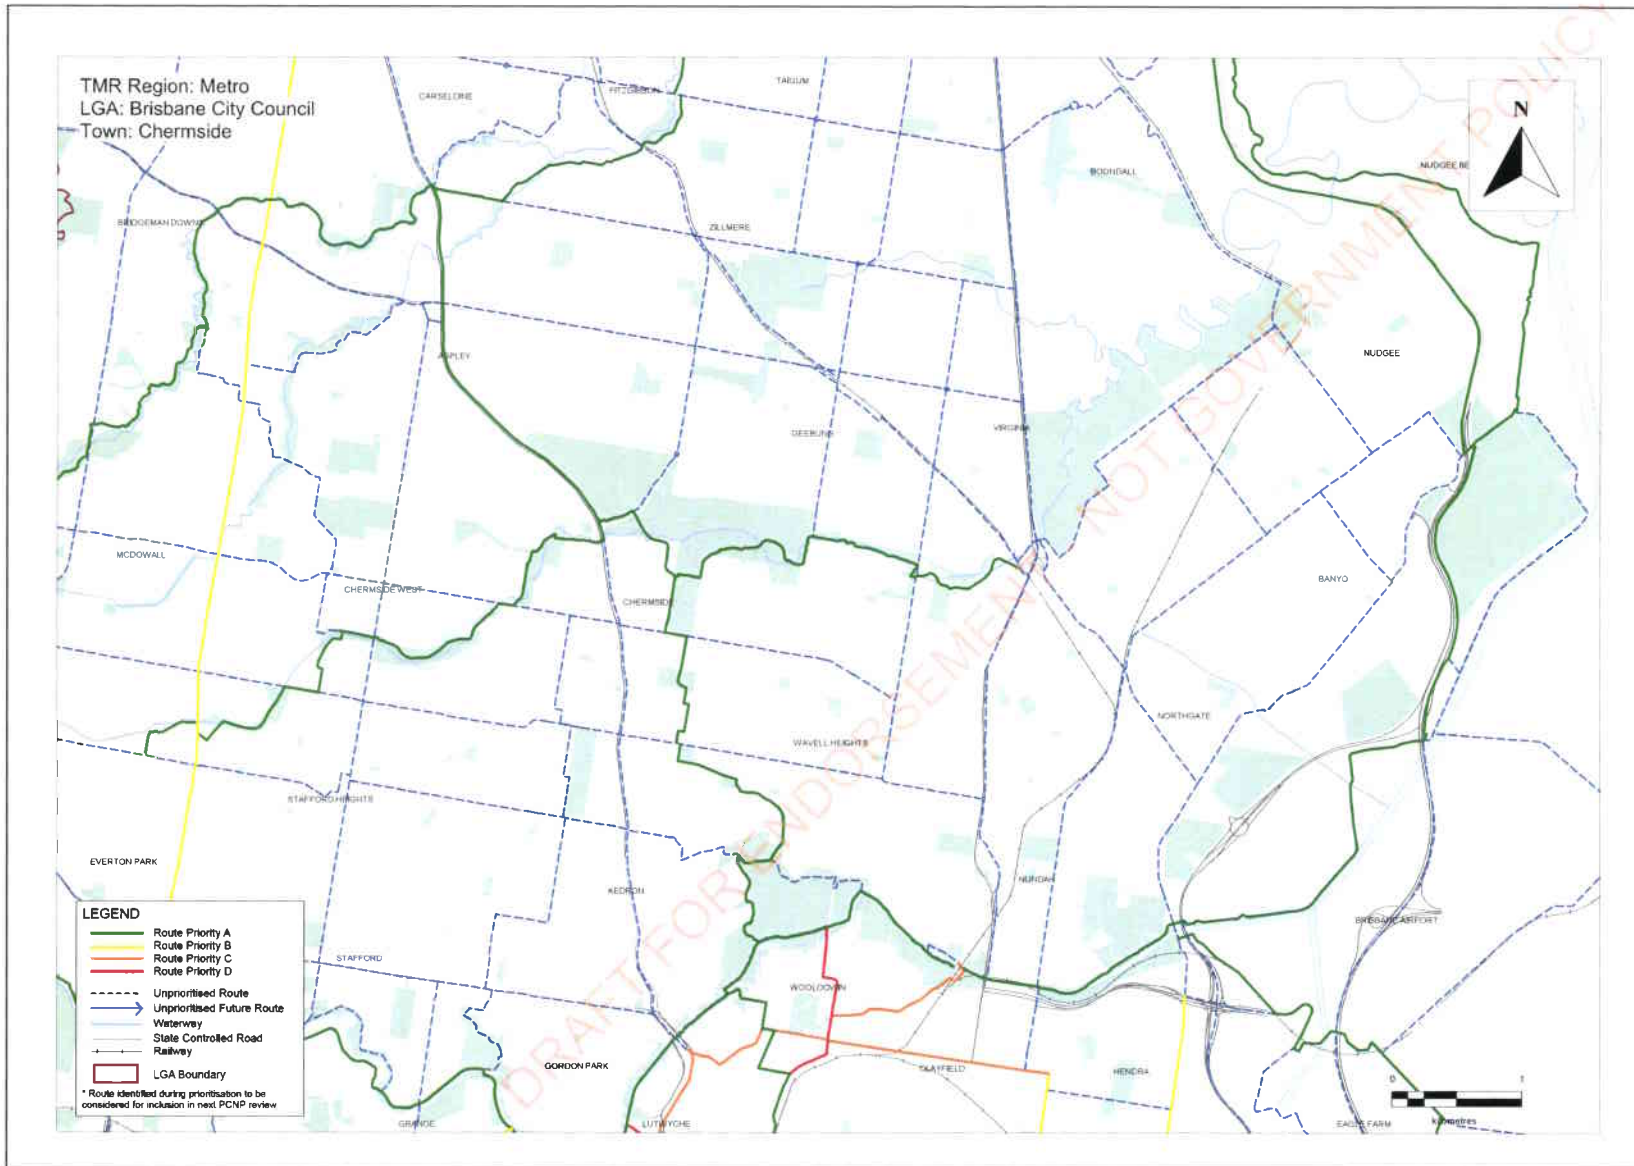 TMR Region: Metro
LGA: Brisbane City Council
Town: Chermside
N
CARSELDINE
FITZGIBBON
TAIGUM
BOONDALL
NUDGEE BE
BRIDGEMAN DOWNS
ZILLMERE
NUDGEE
ASPLEY
GEEBUNG
VIRGINIA
MCDOWALL
CHERMSIDE WEST
CHERMSIDE
BANYO
NORTHGATE
WAVELL HEIGHTS
STAFFORD HEIGHTS
EVERTON PARK
KEDRON
NUNDAH
BRISBANE AIRPORT
STAFFORD
WOOLOOWIN
GORDON PARK
CLAYFIELD
HENDRA
GRANGE
LUTWYCHE
EAGLE FARM
LEGEND
Route Priority A
Route Priority B
Route Priority C
Route Priority D
Unprioritised Route
Unprioritised Future Route
Waterway
State Controlled Road
Railway
LGA Boundary
* Route identified during prioritisation to be
considered for inclusion in next PCNP review
0 1
kilometres
DRAFT FOR ENDORSEMENT - NOT GOVERNMENT POLICY